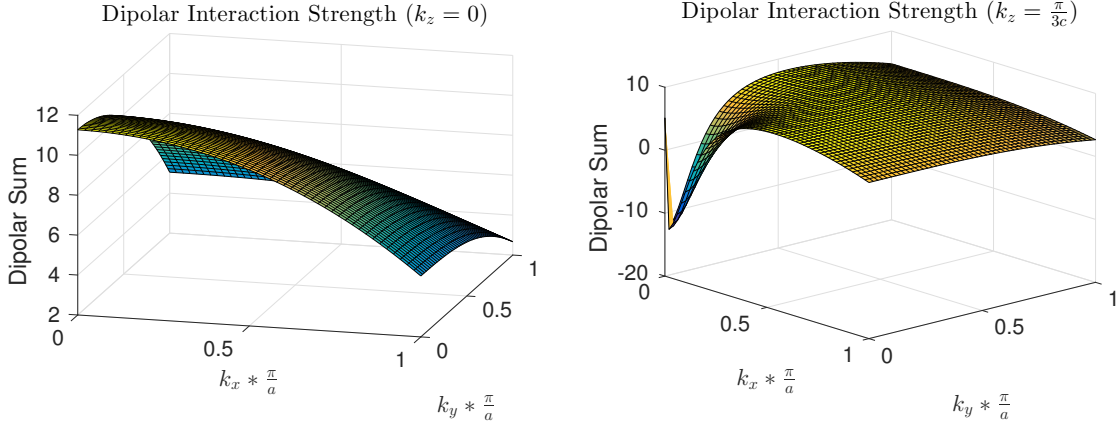 Dipolar Interaction Strength ($k_z = 0$)
Dipolar Sum
12
10
8
6
4
2
0
0.5
1
$k_x * \frac{\pi}{a}$
0
0.5
1
$k_y * \frac{\pi}{a}$
Dipolar Interaction Strength ($k_z = \frac{\pi}{3c}$)
Dipolar Sum
10
0
-10
-20
0
0.5
1
$k_x * \frac{\pi}{a}$
0
0.5
1
$k_y * \frac{\pi}{a}$